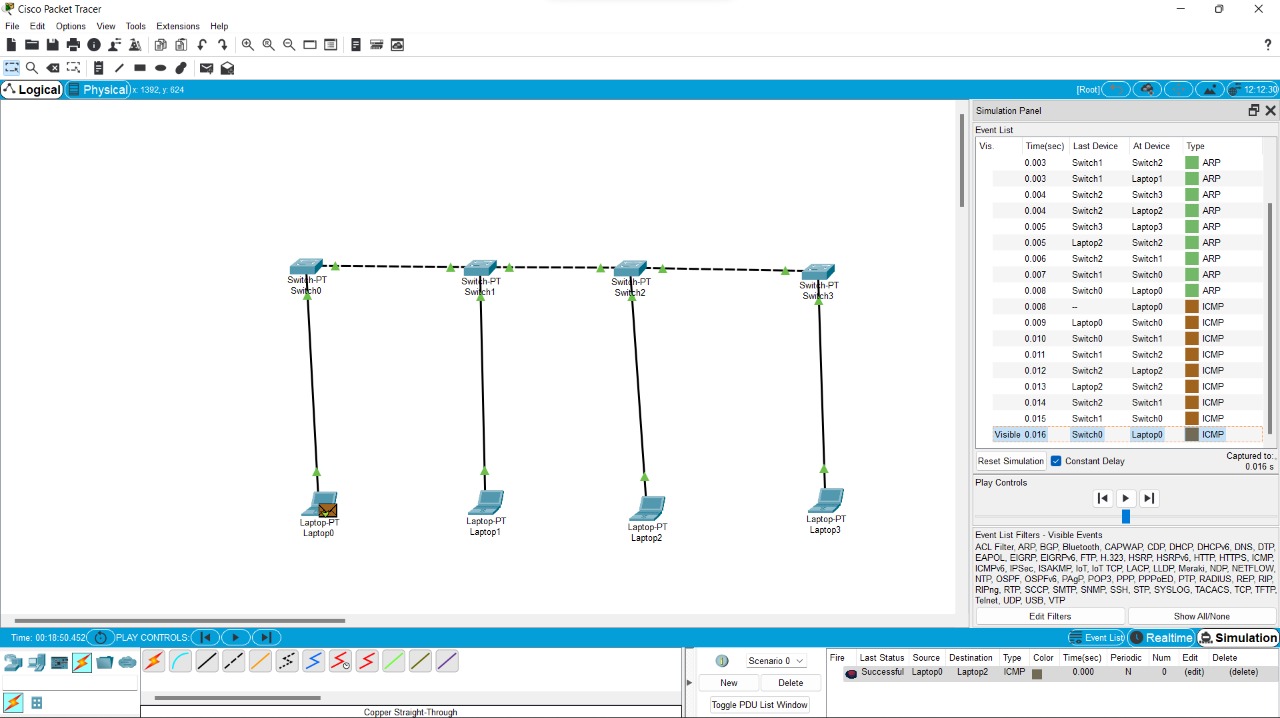 Cisco Packet Tracer
File Edit Options View Tools Extensions Help
?
Logical Physical x: 1392, y: 624 [Root] 12:12:30
Switch-PT
Switch0
Switch-PT
Switch1
Switch-PT
Switch2
Switch-PT
Switch3
Laptop-PT
Laptop0
Laptop-PT
Laptop1
Laptop-PT
Laptop2
Laptop-PT
Laptop3
Simulation Panel
Event List
Vis. Time(sec) Last Device At Device Type
0.003 Switch1 Switch2 ARP
0.003 Switch1 Laptop1 ARP
0.004 Switch2 Switch3 ARP
0.004 Switch2 Laptop2 ARP
0.005 Switch3 Laptop3 ARP
0.005 Laptop2 Switch2 ARP
0.006 Switch2 Switch1 ARP
0.007 Switch1 Switch0 ARP
0.008 Switch0 Laptop0 ARP
0.008 -- Laptop0 ICMP
0.009 Laptop0 Switch0 ICMP
0.010 Switch0 Switch1 ICMP
0.011 Switch1 Switch2 ICMP
0.012 Switch2 Laptop2 ICMP
0.013 Laptop2 Switch2 ICMP
0.014 Switch2 Switch1 ICMP
0.015 Switch1 Switch0 ICMP
Visible 0.016 Switch0 Laptop0 ICMP
Reset Simulation Constant Delay Captured to:
0.016 s
Play Controls
Event List Filters - Visible Events
ACL Filter, ARP, BGP, Bluetooth, CAPWAP, CDP, DHCP, DHCPv6, DNS, DTP,
EAPOL, EIGRP, EIGRPv6, FTP, H.323, HSRP, HSRPv6, HTTP, HTTPS, ICMP,
ICMPv6, IPSec, ISAKMP, IoT, IoT TCP, LACP, LLDP, Meraki, NDP, NETFLOW,
NTP, OSPF, OSPFv6, PAgP, POP3, PPP, PPPoED, PTP, RADIUS, REP, RIP,
RIPng, RTP, SCCP, SMTP, SNMP, SSH, STP, SYSLOG, TACACS, TCP, TFTP,
Telnet, UDP, USB, VTP
Edit Filters Show All/None
Time: 00:18:50.452 PLAY CONTROLS: Event List Realtime Simulation
Scenario 0
New Delete
Toggle PDU List Window
Fire Last Status Source Destination Type Color Time(sec) Periodic Num Edit Delete
Successful Laptop0 Laptop2 ICMP 0.000 N 0 (edit) (delete)
Copper Straight-Through